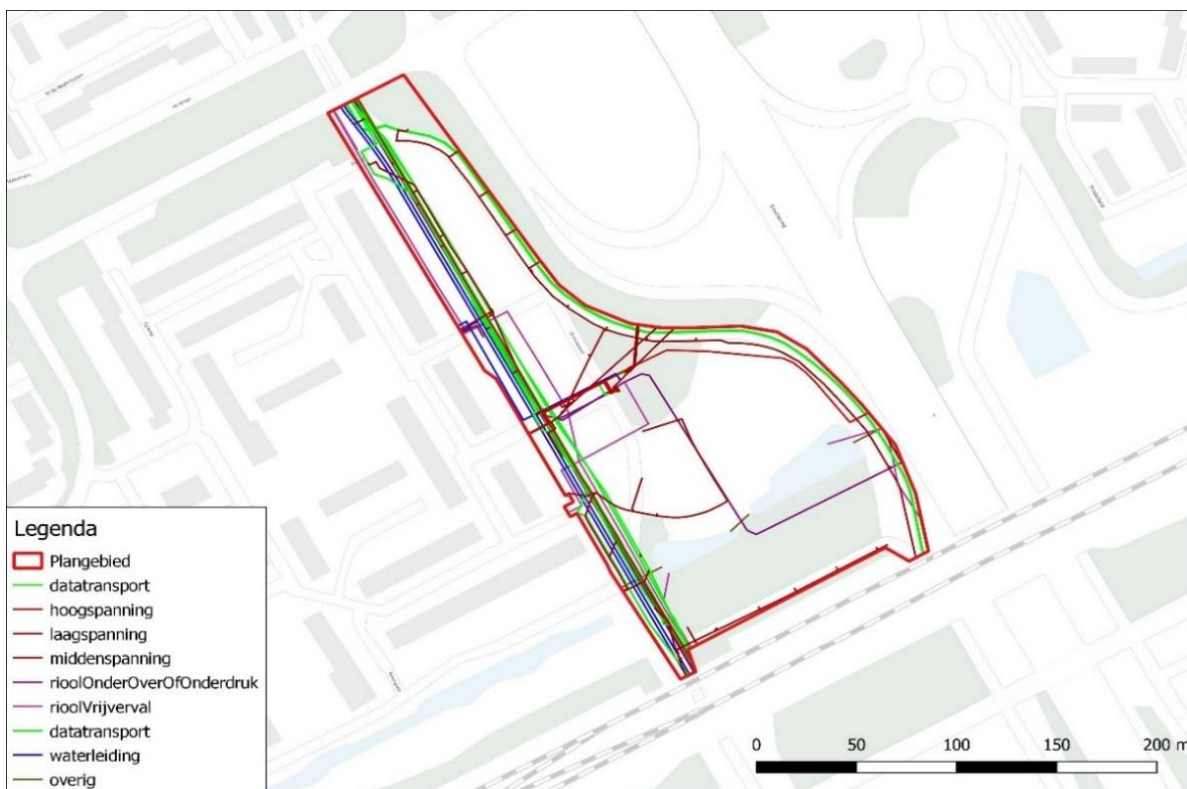 Legenda
Plangebied
datatransport
hoogspanning
laagspanning
middenspanning
rioolOnderOverOfOnderdruk
rioolVrijverval
datatransport
waterleiding
overig
0 50 100 150 200 m